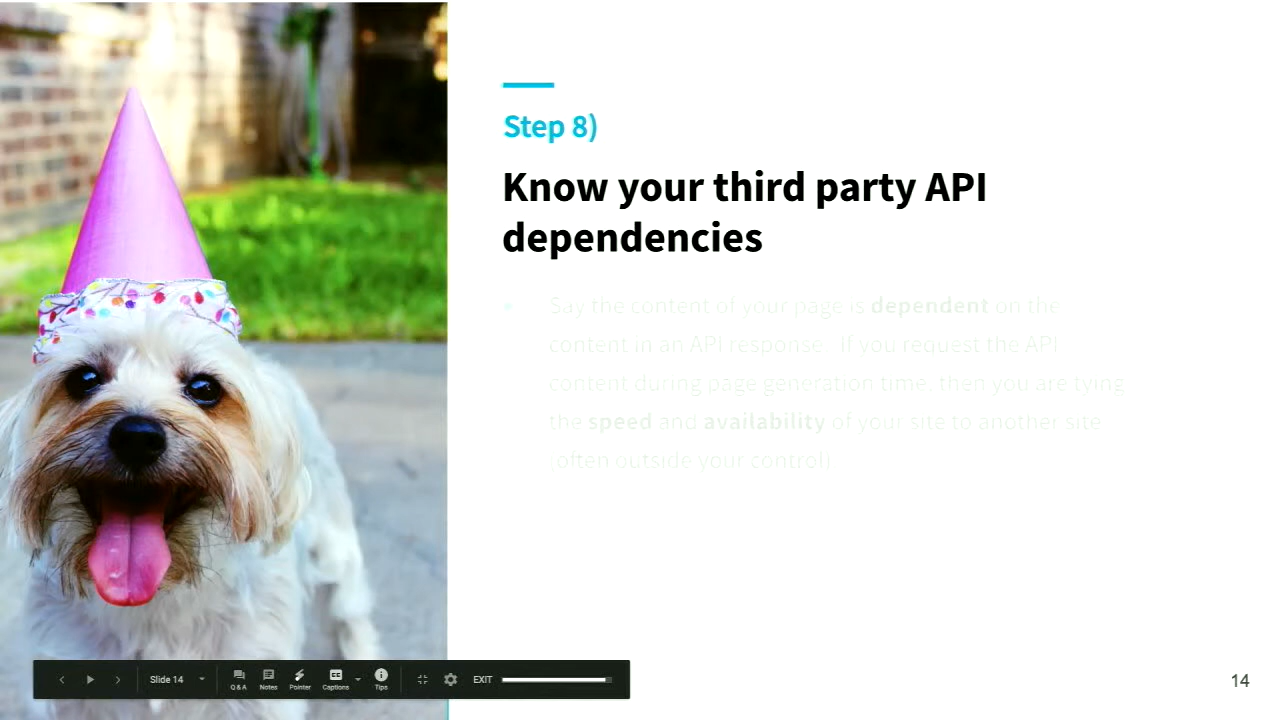 Step 8)
Know your third party API
dependencies
Say the content of your page is dependent on the
content in an API response. If you request the API
content during page generation time, then you are tying
the speed and availability of your site to another site
(often outside your control)
Slide 14
Q&A Notes Pointer Captions Tips
EXIT
14